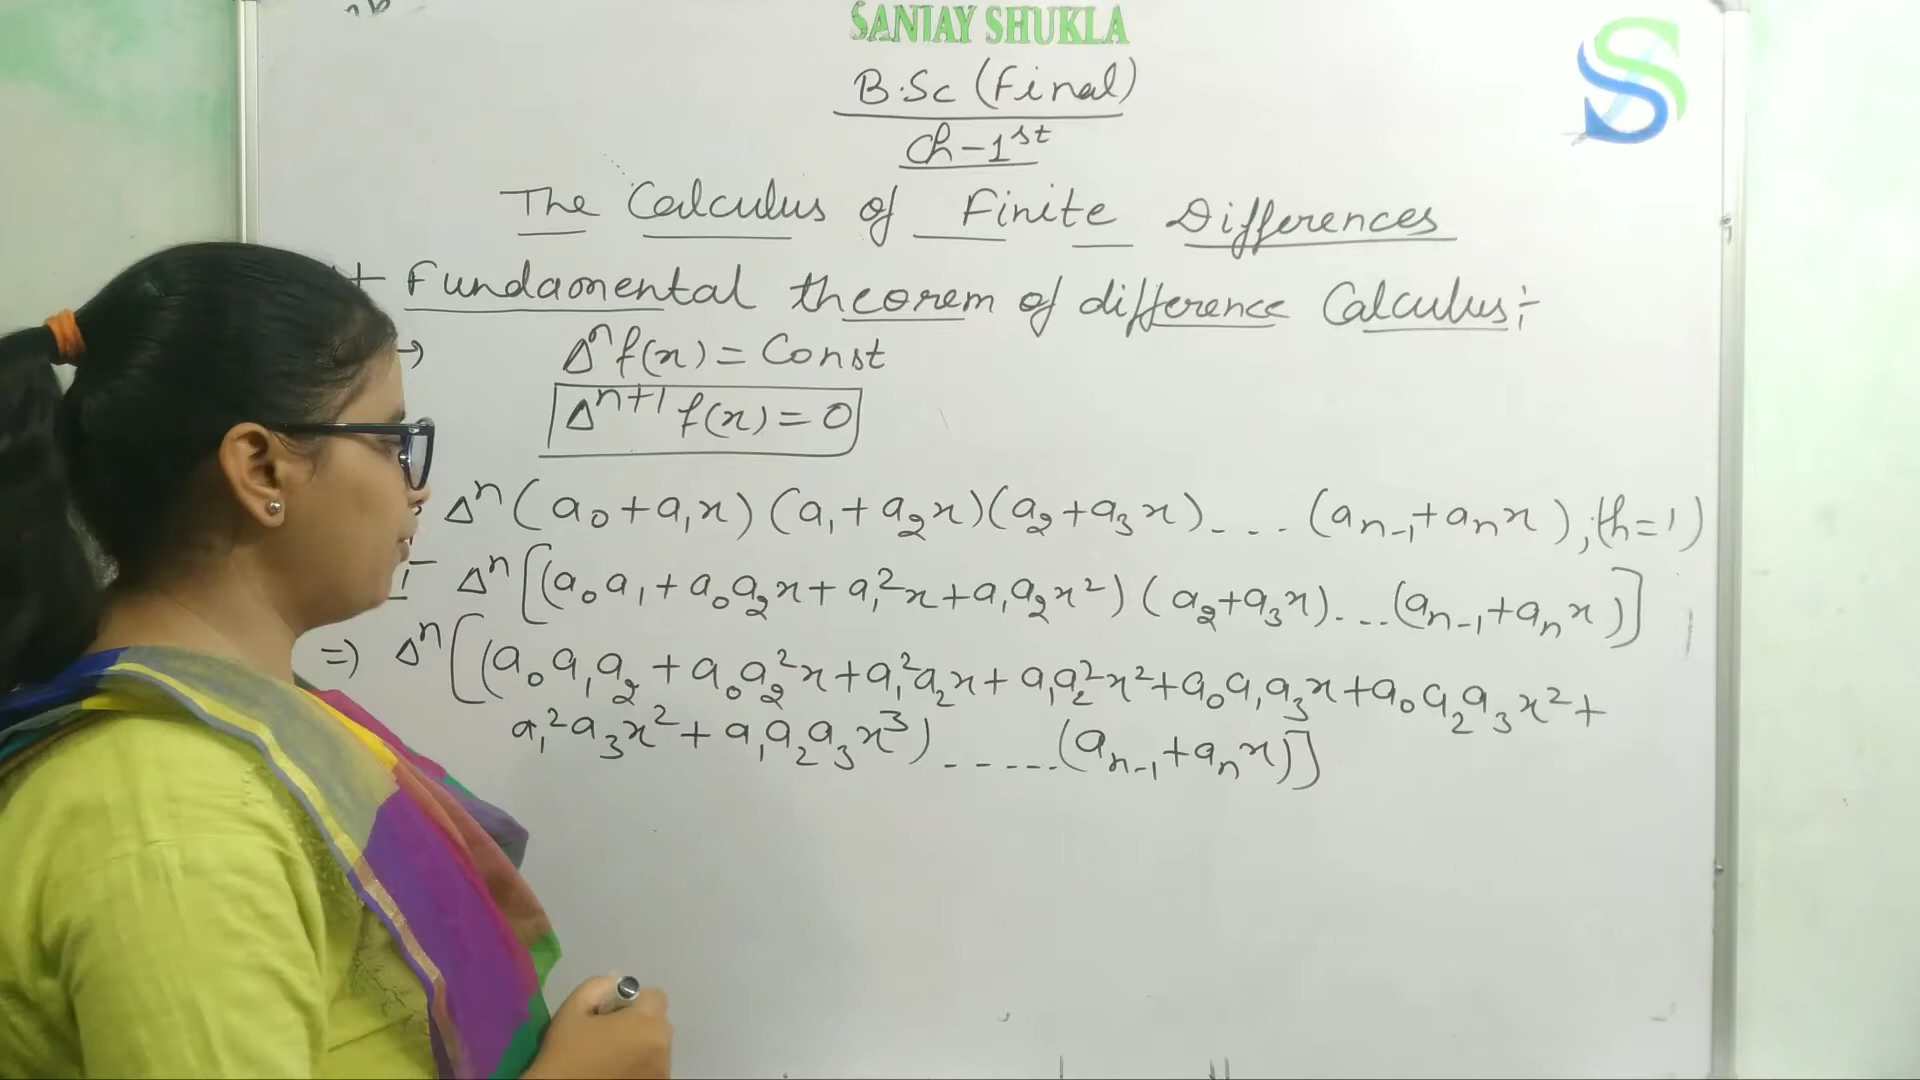 SANJAY SHUKLA
B.Sc (Final)
Ch-1st
The Calculus of Finite Differences
Fundamental theorem of difference Calculus :-
→ Δⁿf(x) = Const
Δⁿ⁺¹ f(x) = 0
Δⁿ (a₀+a₁x) (a₁+a₂x)(a₂+a₃x)- - - (aₙ₋₁+aₙx) ; (h=1)
Δⁿ [(a₀a₁ + a₀a₂x + a₁²x + a₁a₂x²) (a₂+a₃x)- - - (aₙ₋₁+aₙx)]
=) Δⁿ [(a₀a₁a₂ + a₀a₂²x + a₁²a₂x + a₁a₂²x² + a₀a₁a₃x + a₀a₂a₃x² +
a₁²a₃x² + a₁a₂a₃x³) - - - - - (aₙ₋₁+aₙx)]